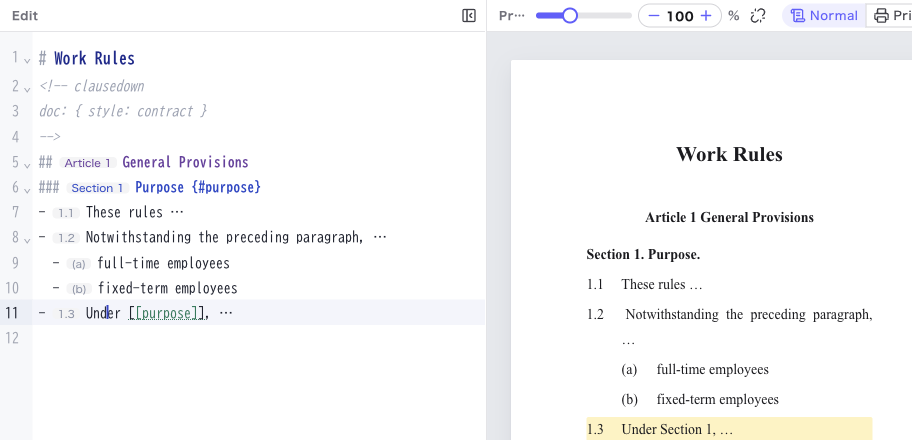 Edit
Pr···
− 100 + %
Normal
Pri
1 # Work Rules
2 <!-- clausedown
3 doc: { style: contract }
4 -->
5 ## Article 1 General Provisions
6 ### Section 1 Purpose {#purpose}
7 - 1.1 These rules …
8 - 1.2 Notwithstanding the preceding paragraph, …
9 - (a) full-time employees
10 - (b) fixed-term employees
11 - 1.3 Under [[purpose]], …
12
Work Rules
Article 1 General Provisions
Section 1. Purpose.
1.1 These rules …
1.2 Notwithstanding the preceding paragraph,
…
(a) full-time employees
(b) fixed-term employees
1.3 Under Section 1, …